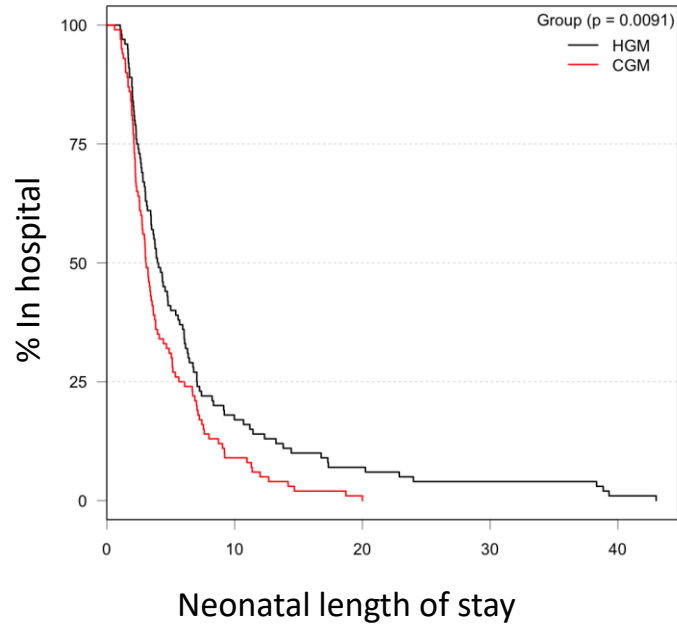 Group (p = 0.0091)
HGM
CGM
100
75
50
25
0
% In hospital
0 10 20 30 40
Neonatal length of stay